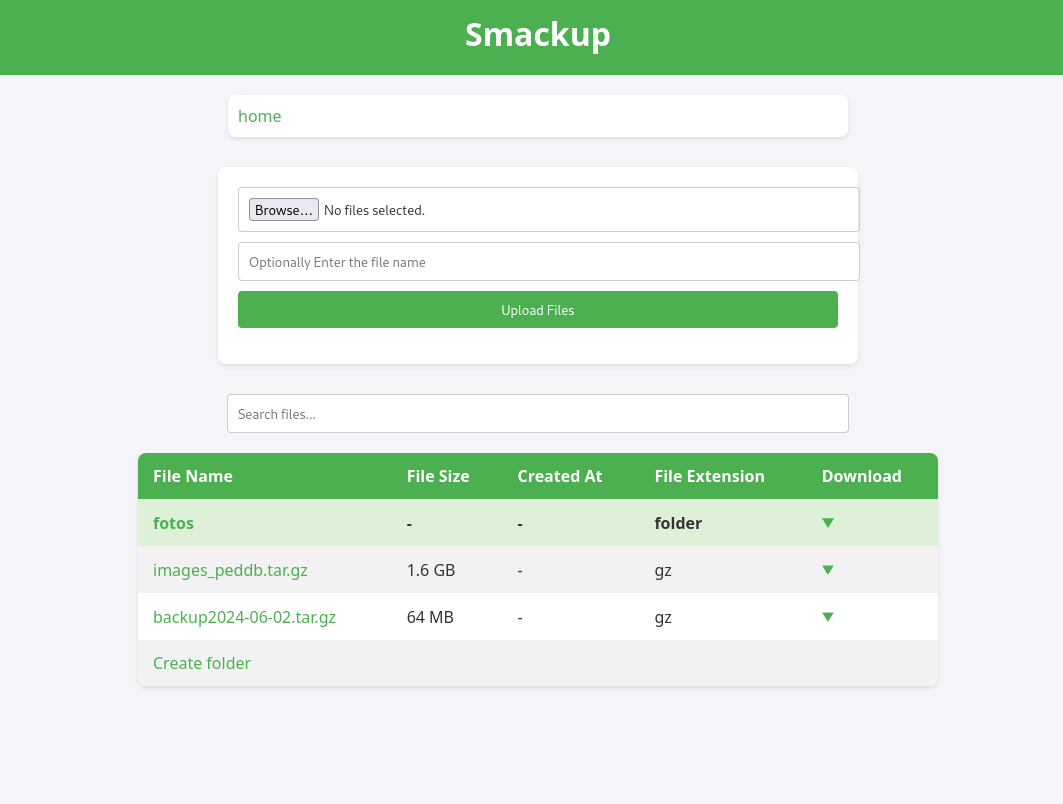 Smackup
home
Browse... No files selected.
Optionally Enter the file name
Upload Files
Search files...
File Name File Size Created At File Extension Download
fotos - - folder ▼
images_peddb.tar.gz 1.6 GB - gz ▼
backup2024-06-02.tar.gz 64 MB - gz ▼
Create folder